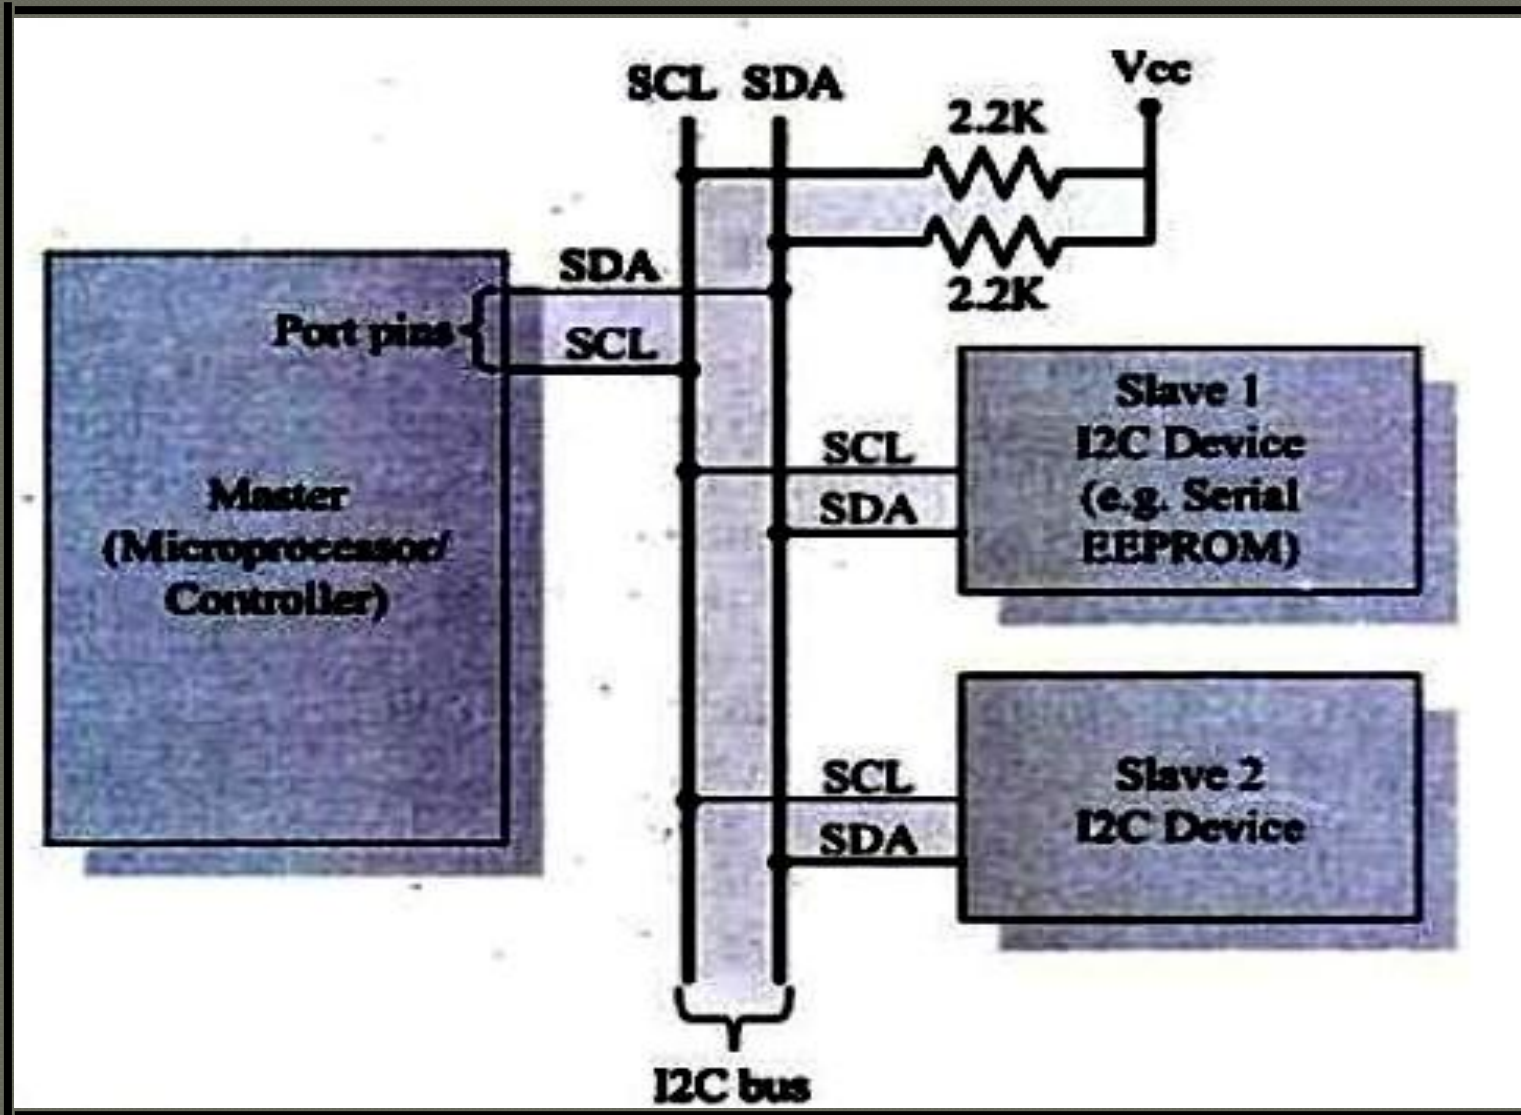 SCL SDA
Vcc
2.2K
2.2K
SDA
Port pins
SCL
Master
(Microprocessor/
Controller)
SCL
SDA
Slave 1
I2C Device
(e.g. Serial
EEPROM)
SCL
SDA
Slave 2
I2C Device
I2C bus